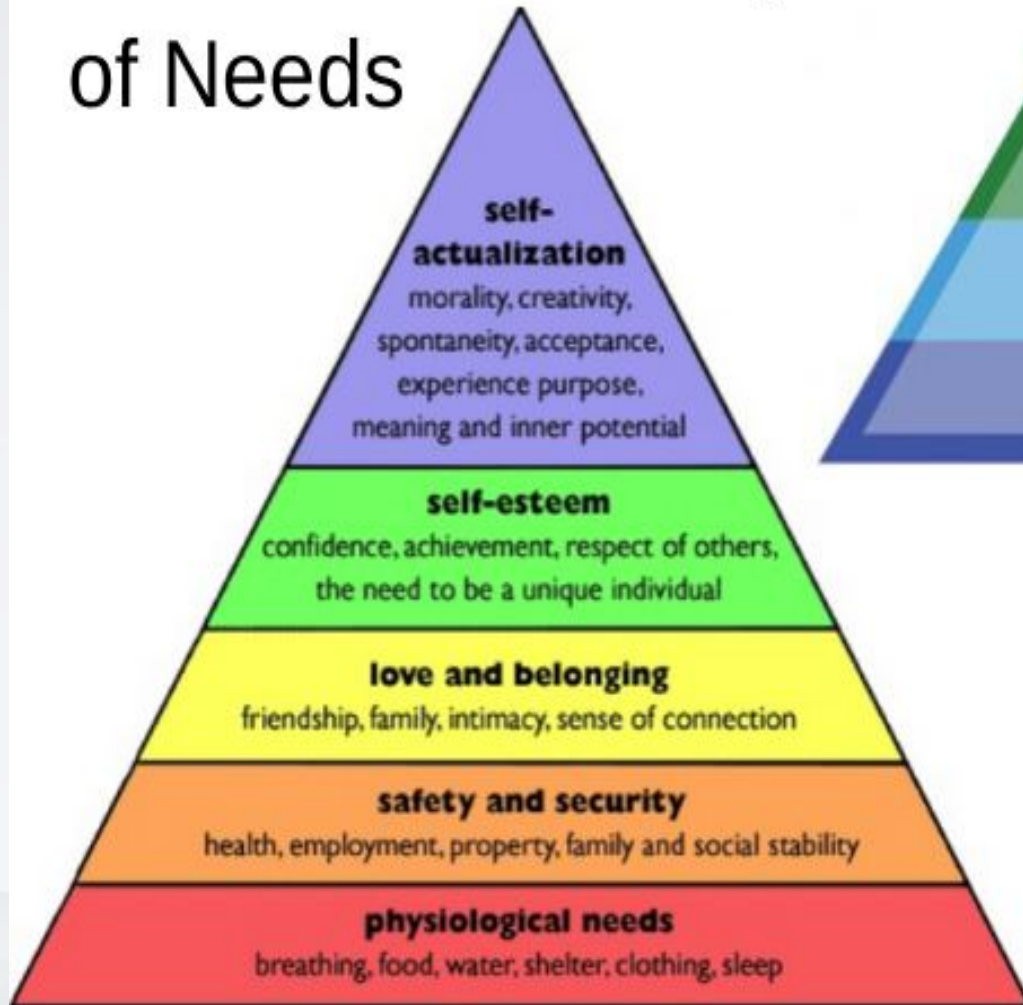 of Needs
self-
actualization
morality, creativity,
spontaneity, acceptance,
experience purpose,
meaning and inner potential
self-esteem
confidence, achievement, respect of others,
the need to be a unique individual
love and belonging
friendship, family, intimacy, sense of connection
safety and security
health, employment, property, family and social stability
physiological needs
breathing, food, water, shelter, clothing, sleep